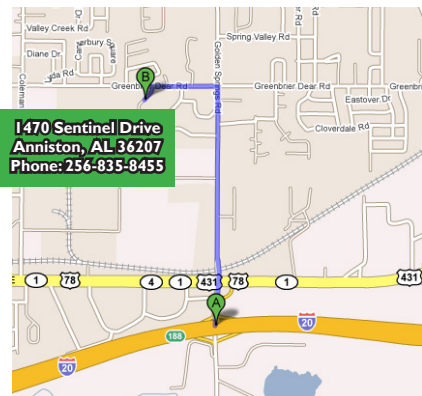 Valley Creek Rd
Diane Dr
Spring Valley Rd
Coleman
Golden Springs Rd
B
Greenbrier Dear Rd
Greenbrier Dear Rd
Greenbri
Eastover Dr
Cloverdale Rd
1470 Sentinel Drive
Anniston, AL 36207
Phone: 256-835-8455
1
78
4
1
431
78
1
431
A
20
188
20